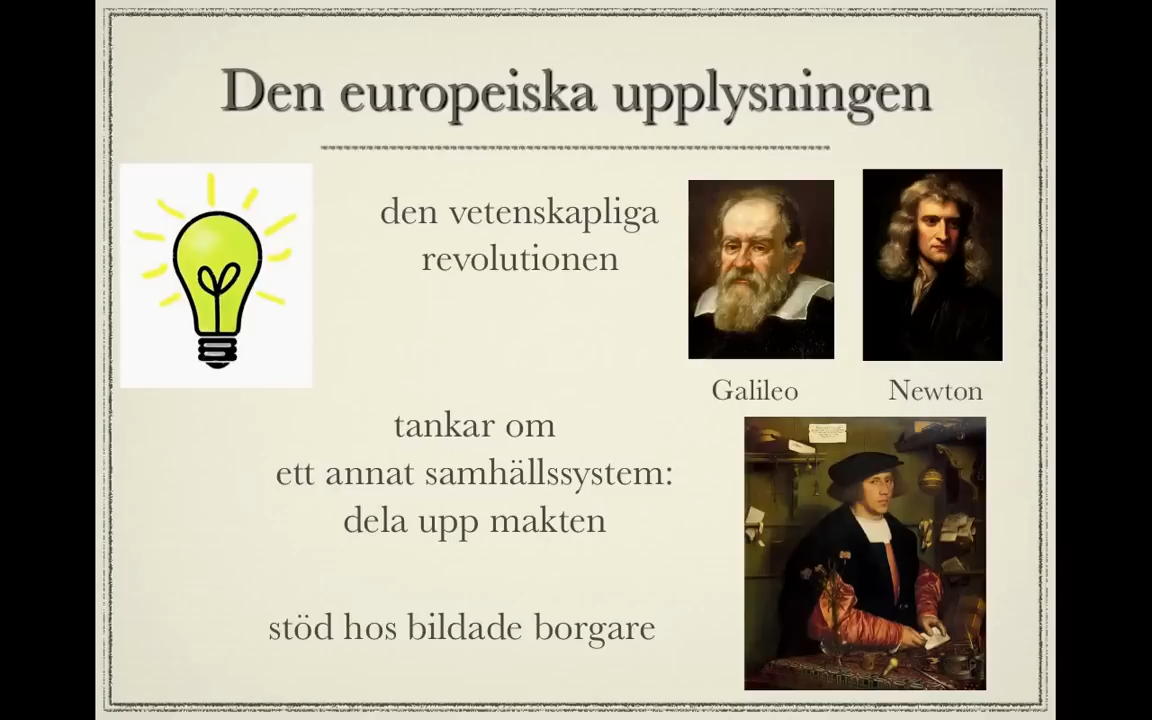 Den europeiska upplysningen
den vetenskapliga
revolutionen
Galileo
Newton
tankar om
ett annat samhällssystem:
dela upp makten
stöd hos bildade borgare